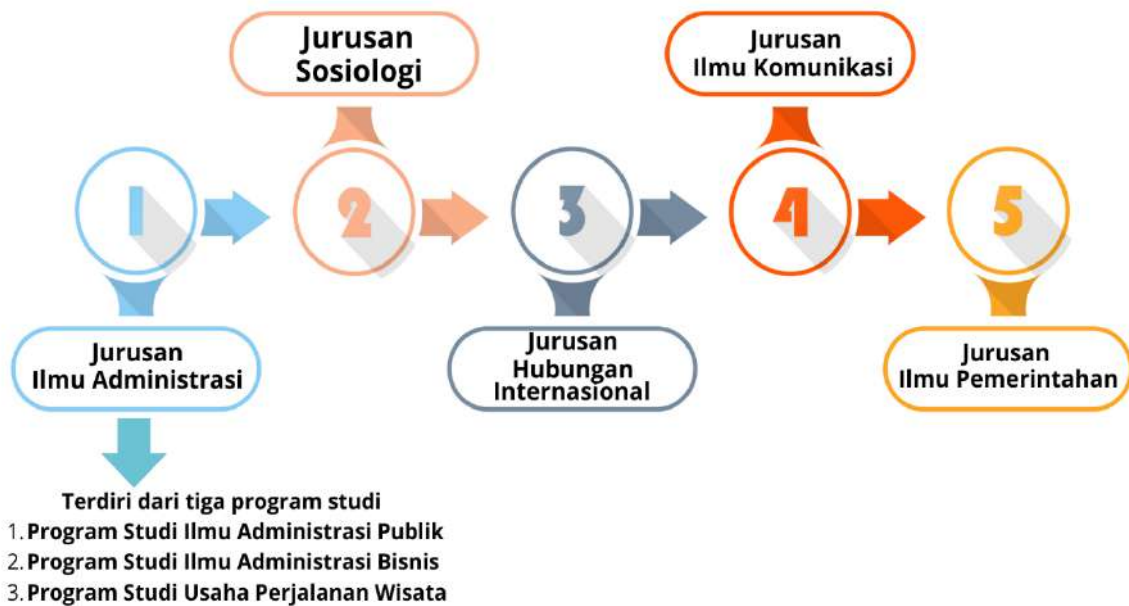 Jurusan
Sosiologi
Jurusan
Ilmu Komunikasi
1
2
3
4
5
Jurusan
Ilmu Administrasi
Jurusan
Hubungan
Internasional
Jurusan
Ilmu Pemerintahan
Terdiri dari tiga program studi
1. Program Studi Ilmu Administrasi Publik
2. Program Studi Ilmu Administrasi Bisnis
3. Program Studi Usaha Perjalanan Wisata